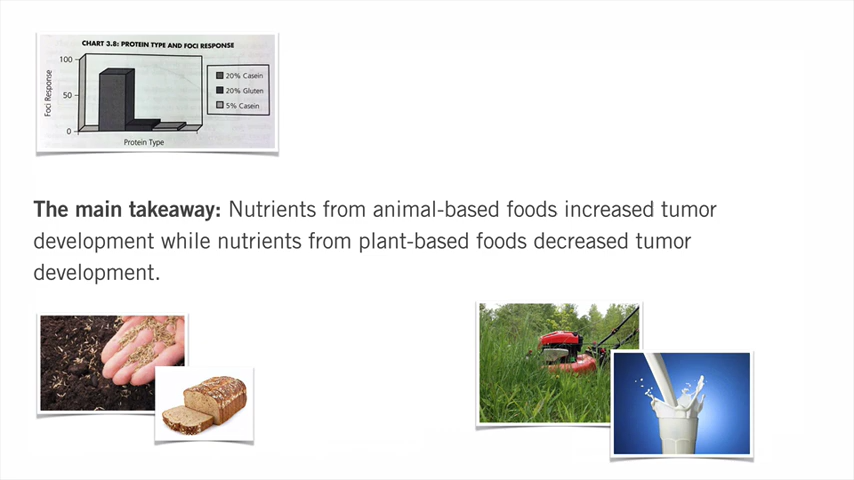 CHART 3.8: PROTEIN TYPE AND FOCI RESPONSE
100
50
0
Foci Response
20% Casein
20% Gluten
5% Casein
Protein Type
The main takeaway: Nutrients from animal-based foods increased tumor
development while nutrients from plant-based foods decreased tumor
development.